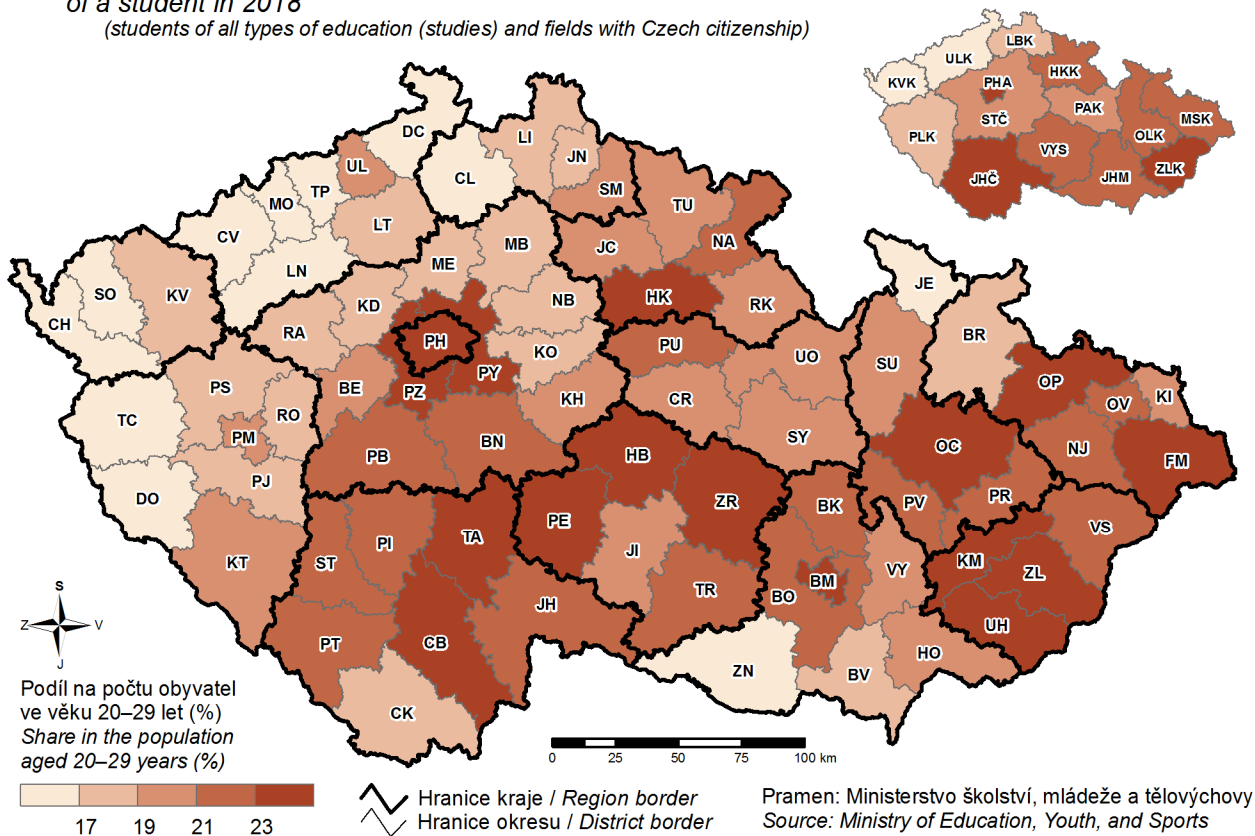 of a student in 2018
(students of all types of education (studies) and fields with Czech citizenship)
LBK
ULK
HKK
KVK
PHA
PAK
STČ
MSK
PLK
OLK
VYS
ZLK
JHČ
JHM
DC
LI
UL
JN
CL
TP
SM
MO
TU
LT
CV
MB
JC
NA
ME
LN
JE
SO
KV
NB
HK
KD
RK
CH
RA
BR
PH
PU
KO
UO
SU
PY
OP
PS
BE
PZ
KI
KH
CR
OV
RO
TC
PM
SY
BN
OC
NJ
PB
HB
FM
PJ
DO
PR
ZR
PV
BK
PE
VS
TA
PI
JI
KT
ST
KM
VY
ZL
BM
TR
BO
JH
UH
PT
CB
HO
ZN
BV
CK
S
Z
V
J
Podíl na počtu obyvatel
ve věku 20–29 let (%)
Share in the population
aged 20–29 years (%)
17 19 21 23
0 25 50 75 100 km
Hranice kraje / Region border
Hranice okresu / District border
Pramen: Ministerstvo školství, mládeže a tělovýchovy
Source: Ministry of Education, Youth, and Sports